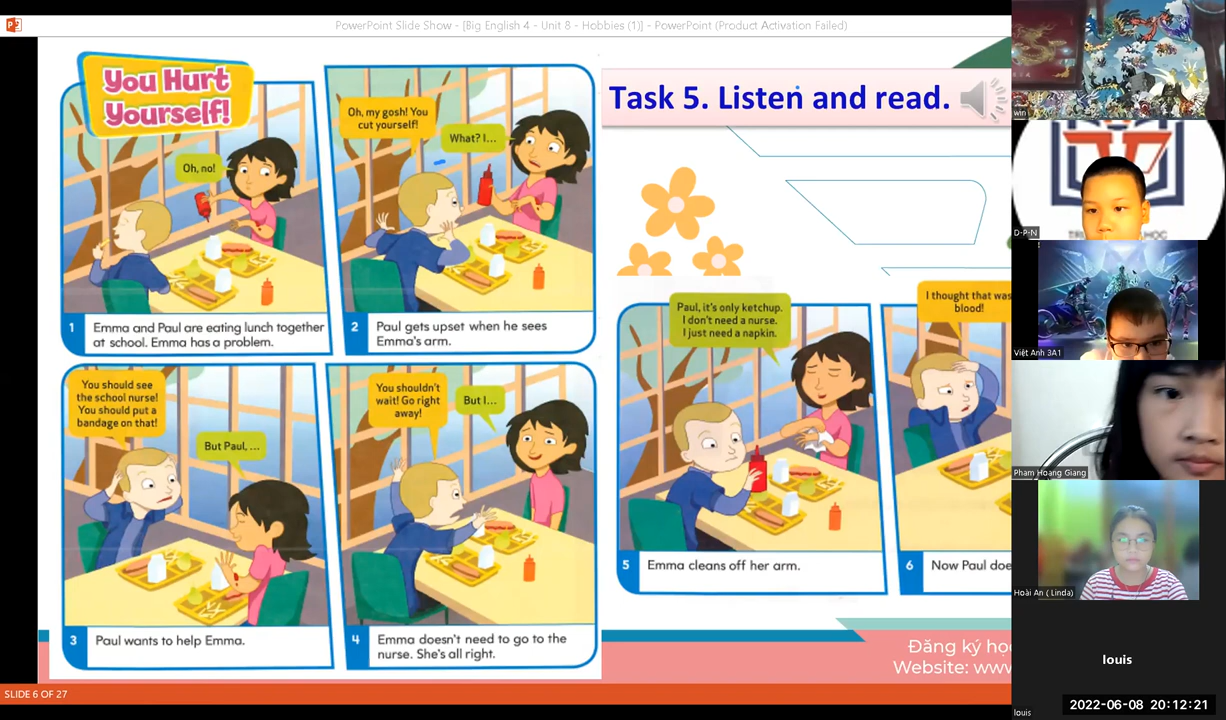 PowerPoint Slide Show - [Big English 4 - Unit 8 - Hobbies (1)] - PowerPoint (Product Activation Failed)
You Hurt
Yourself!
Oh, no!
1 Emma and Paul are eating lunch together
at school. Emma has a problem.
Oh, my gosh! You
cut yourself!
What? I...
2 Paul gets upset when he sees
Emma's arm.
You should see
the school nurse!
You should put a
bandage on that!
But Paul, ...
3 Paul wants to help Emma.
You shouldn't
wait! Go right
away!
But I...
4 Emma doesn't need to go to the
nurse. She's all right.
Task 5. Listen and read.
Paul, it's only ketchup.
I don't need a nurse.
I just need a napkin.
5 Emma cleans off her arm.
I thought that was
blood!
6 Now Paul doe
Đăng ký họ
Website: www
SLIDE 6 OF 27
win
D-P-N
Việt Anh 3A1
Phạm Hoàng Giang
Hoài An ( Linda)
louis
louis
2022-06-08 20:12:21